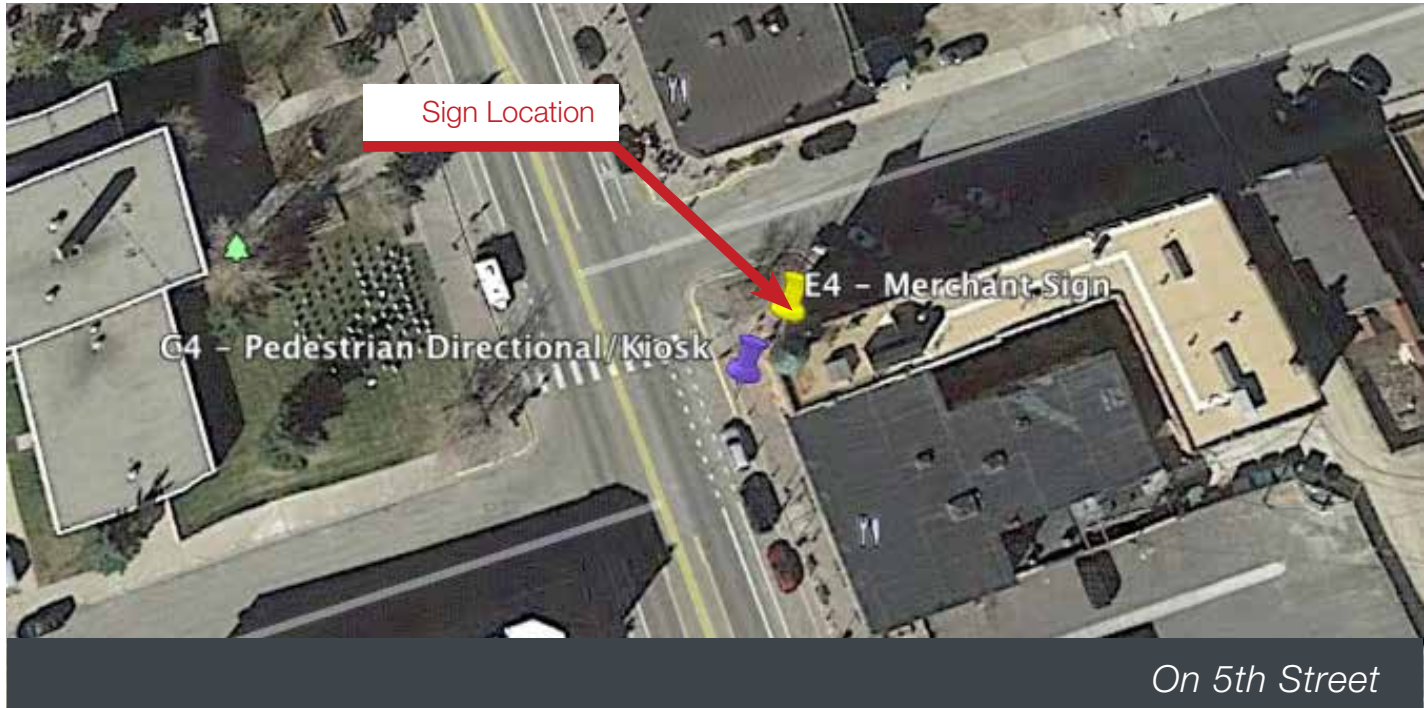 Sign Location
E4 - Merchant Sign
C4 - Pedestrian Directional/Kiosk
On 5th Street